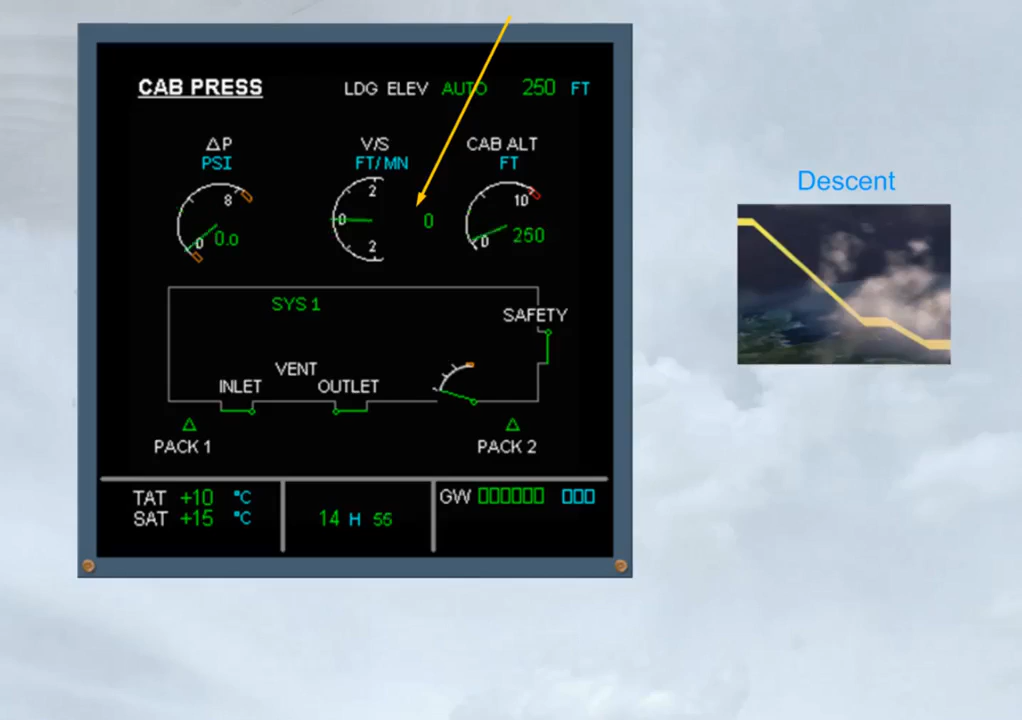 CAB PRESS LDG ELEV AUTO 250 FT
ΔP V/S CAB ALT
PSI FT/MN FT
8 2 10
0 0.0 0 0 0 250
2
Descent
SYS 1
SAFETY
VENT
INLET OUTLET
PACK 1 PACK 2
TAT +10 °C GW
SAT +15 °C 14 H 55